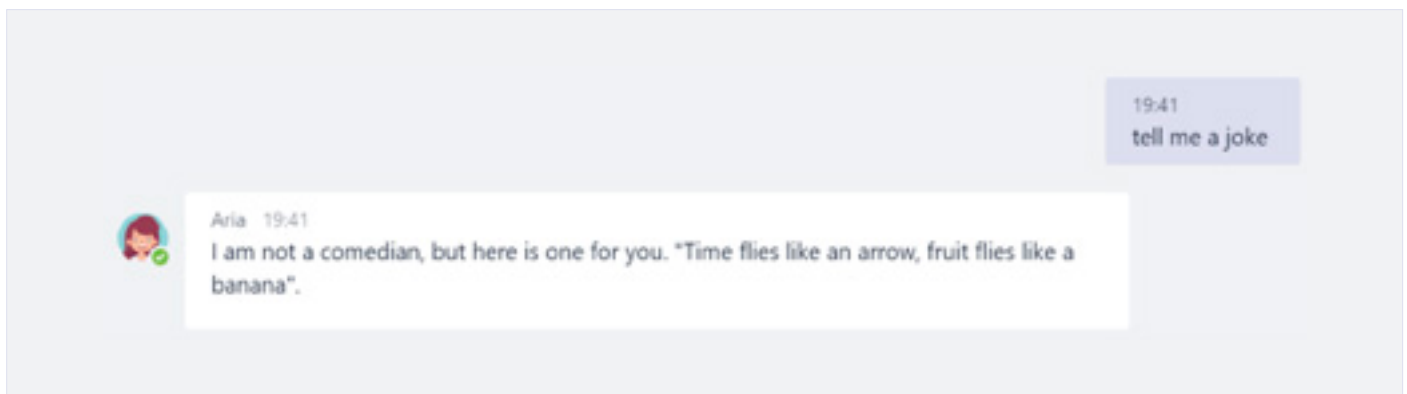 19:41
tell me a joke
Aria 19:41
I am not a comedian, but here is one for you. "Time flies like an arrow, fruit flies like a
banana".